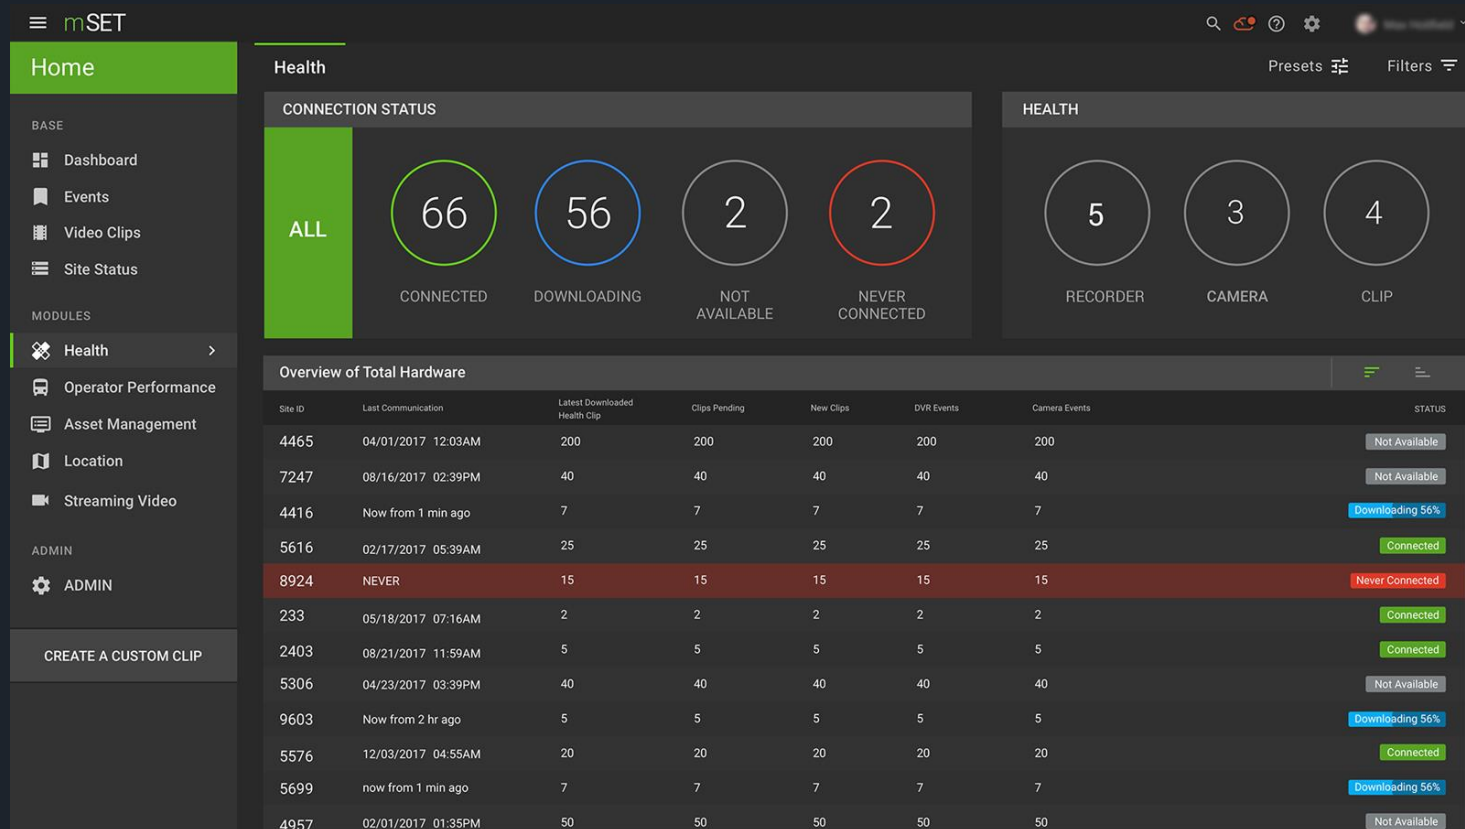 mSET
Home
Health
Presets
Filters
BASE
Dashboard
Events
Video Clips
Site Status
MODULES
Health
Operator Performance
Asset Management
Location
Streaming Video
ADMIN
ADMIN
CREATE A CUSTOM CLIP
CONNECTION STATUS
ALL
66
56
2
2
CONNECTED
DOWNLOADING
NOT
AVAILABLE
NEVER
CONNECTED
HEALTH
5
3
4
RECORDER
CAMERA
CLIP
Overview of Total Hardware
Site ID Last Communication Latest Downloaded Health Clip Clips Pending New Clips DVR Events Camera Events STATUS
4465 04/01/2017 12:03AM 200 200 200 200 200 Not Available
7247 08/16/2017 02:39PM 40 40 40 40 40 Not Available
4416 Now from 1 min ago 7 7 7 7 7 Downloading 56%
5616 02/17/2017 05:39AM 25 25 25 25 25 Connected
8924 NEVER 15 15 15 15 15 Never Connected
233 05/18/2017 07:16AM 2 2 2 2 2 Connected
2403 08/21/2017 11:59AM 5 5 5 5 5 Connected
5306 04/23/2017 03:39PM 40 40 40 40 40 Not Available
9603 Now from 2 hr ago 5 5 5 5 5 Downloading 56%
5576 12/03/2017 04:55AM 20 20 20 20 20 Connected
5699 now from 1 min ago 7 7 7 7 7 Downloading 56%
4957 02/01/2017 01:35PM 50 50 50 50 50 Not Available